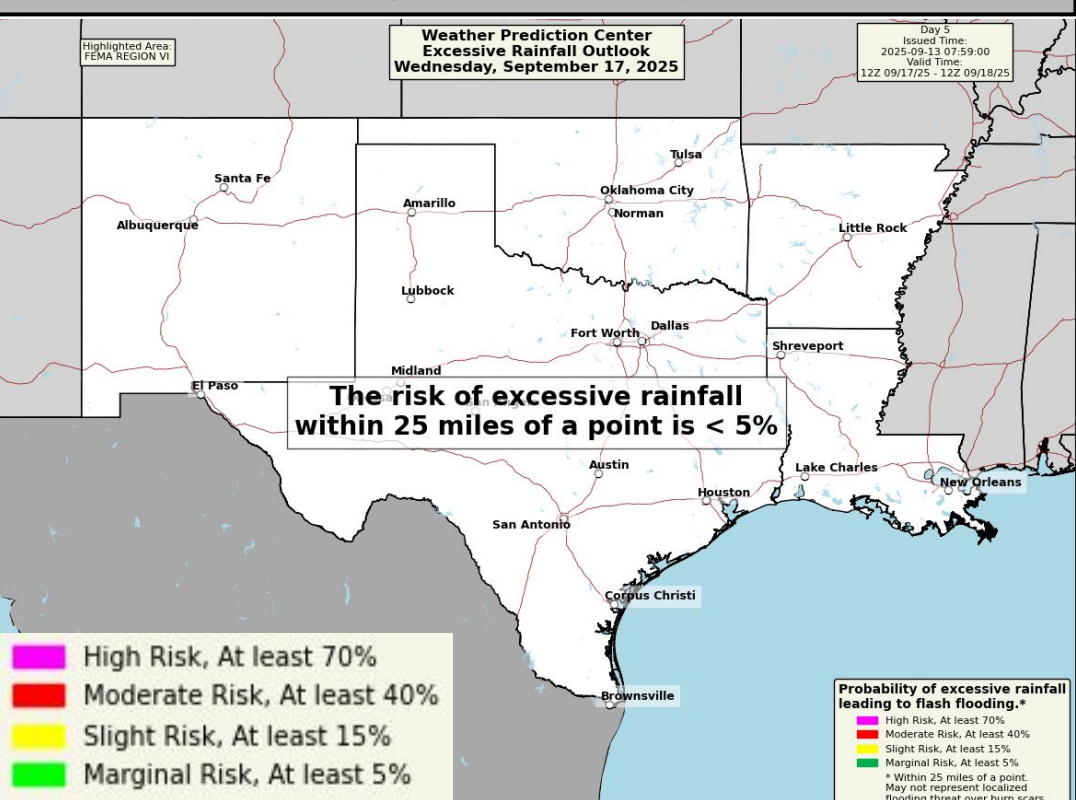 Highlighted Area:
FEMA REGION VI
Weather Prediction Center
Excessive Rainfall Outlook
Wednesday, September 17, 2025
Day 5
Issued Time:
2025-09-13 07:59:00
Valid Time:
12Z 09/17/25 - 12Z 09/18/25
Santa Fe
Albuquerque
Amarillo
Tulsa
Oklahoma City
Norman
Little Rock
Lubbock
Fort Worth
Dallas
Shreveport
Midland
El Paso
The risk of excessive rainfall
within 25 miles of a point is < 5%
Austin
Lake Charles
Houston
New Orleans
San Antonio
Corpus Christi
Brownsville
High Risk, At least 70%
Moderate Risk, At least 40%
Slight Risk, At least 15%
Marginal Risk, At least 5%
Probability of excessive rainfall
leading to flash flooding.*
High Risk, At least 70%
Moderate Risk, At least 40%
Slight Risk, At least 15%
Marginal Risk, At least 5%
* Within 25 miles of a point.
May not represent localized
flooding threat over burn scars